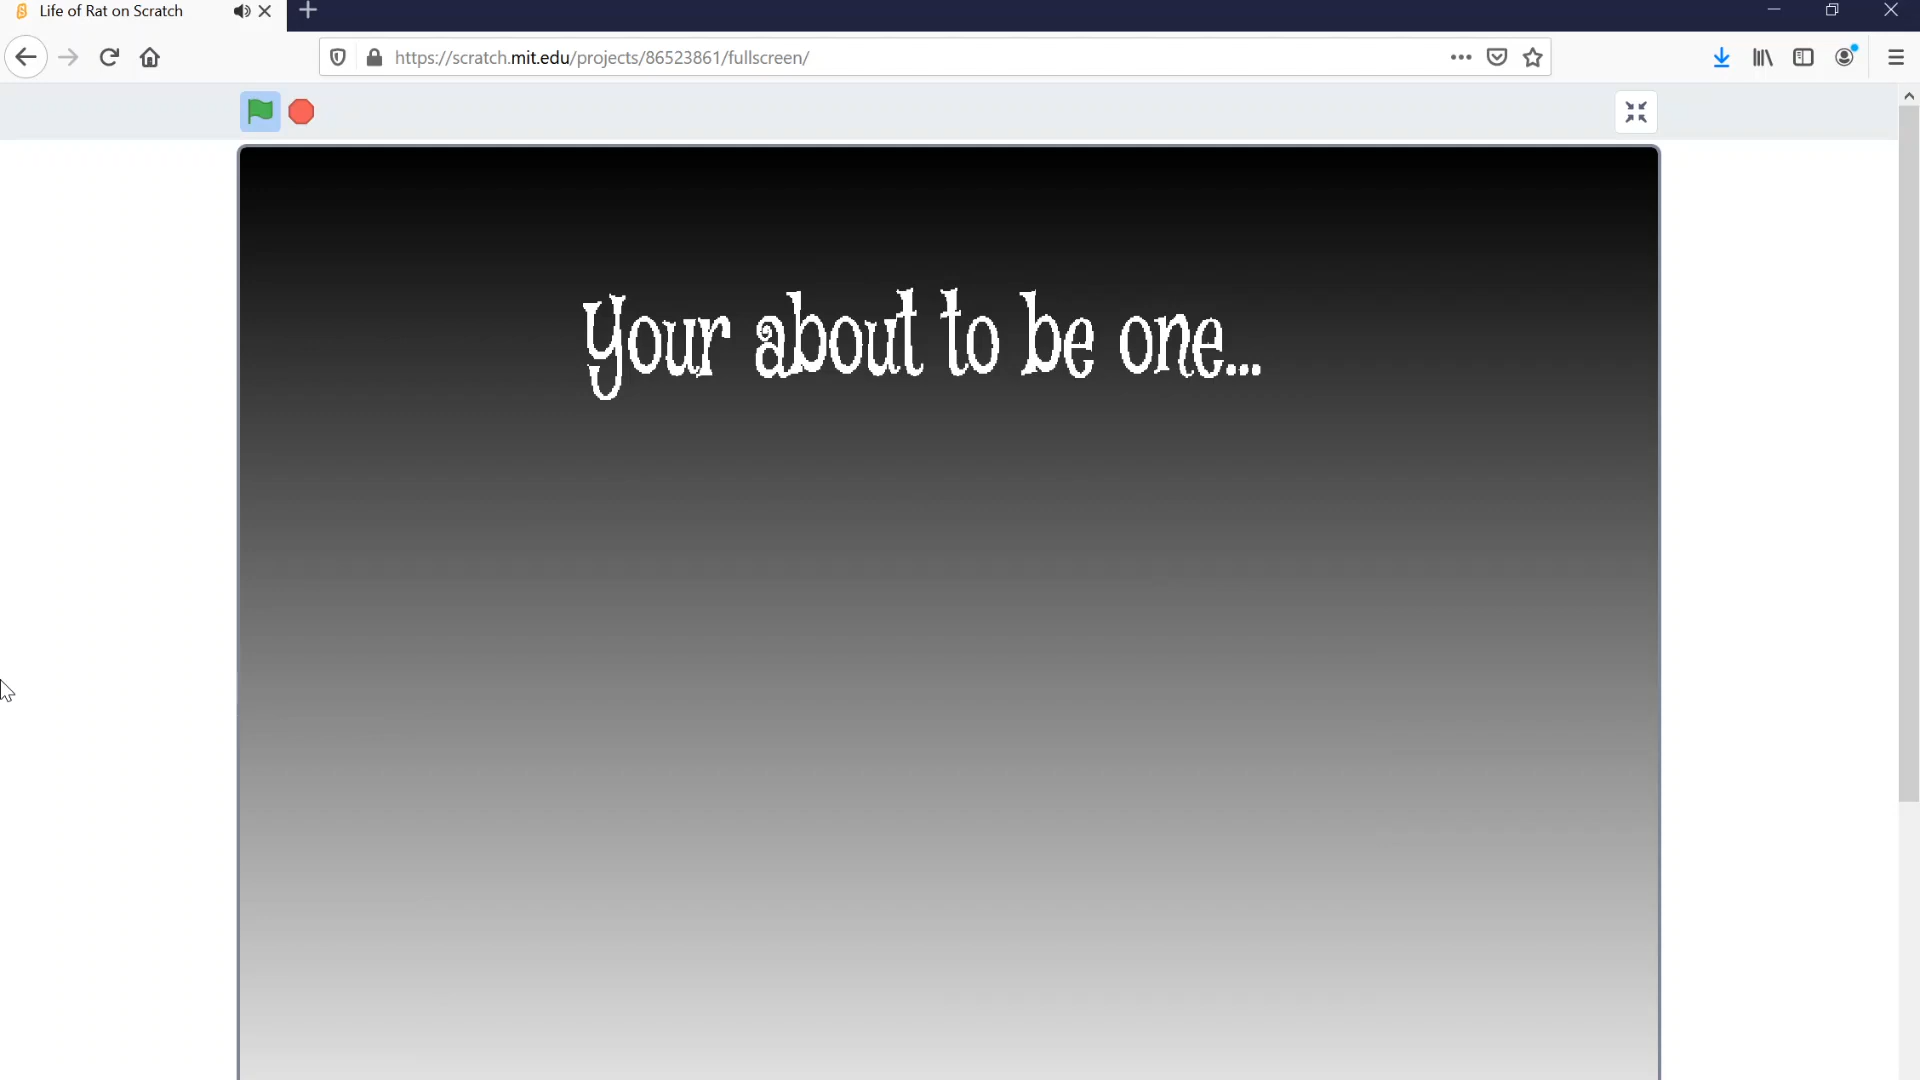 Life of Rat on Scratch
https://scratch.mit.edu/projects/86523861/fullscreen/
Your about to be one...